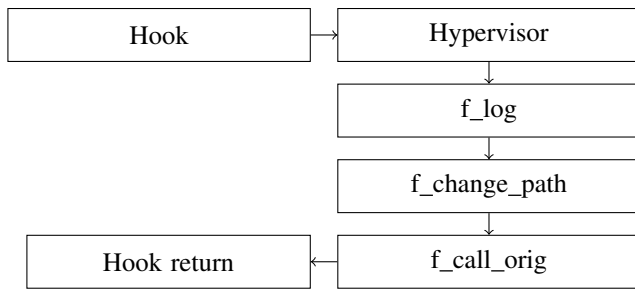 Hook
Hypervisor
f_log
f_change_path
f_call_orig
Hook return